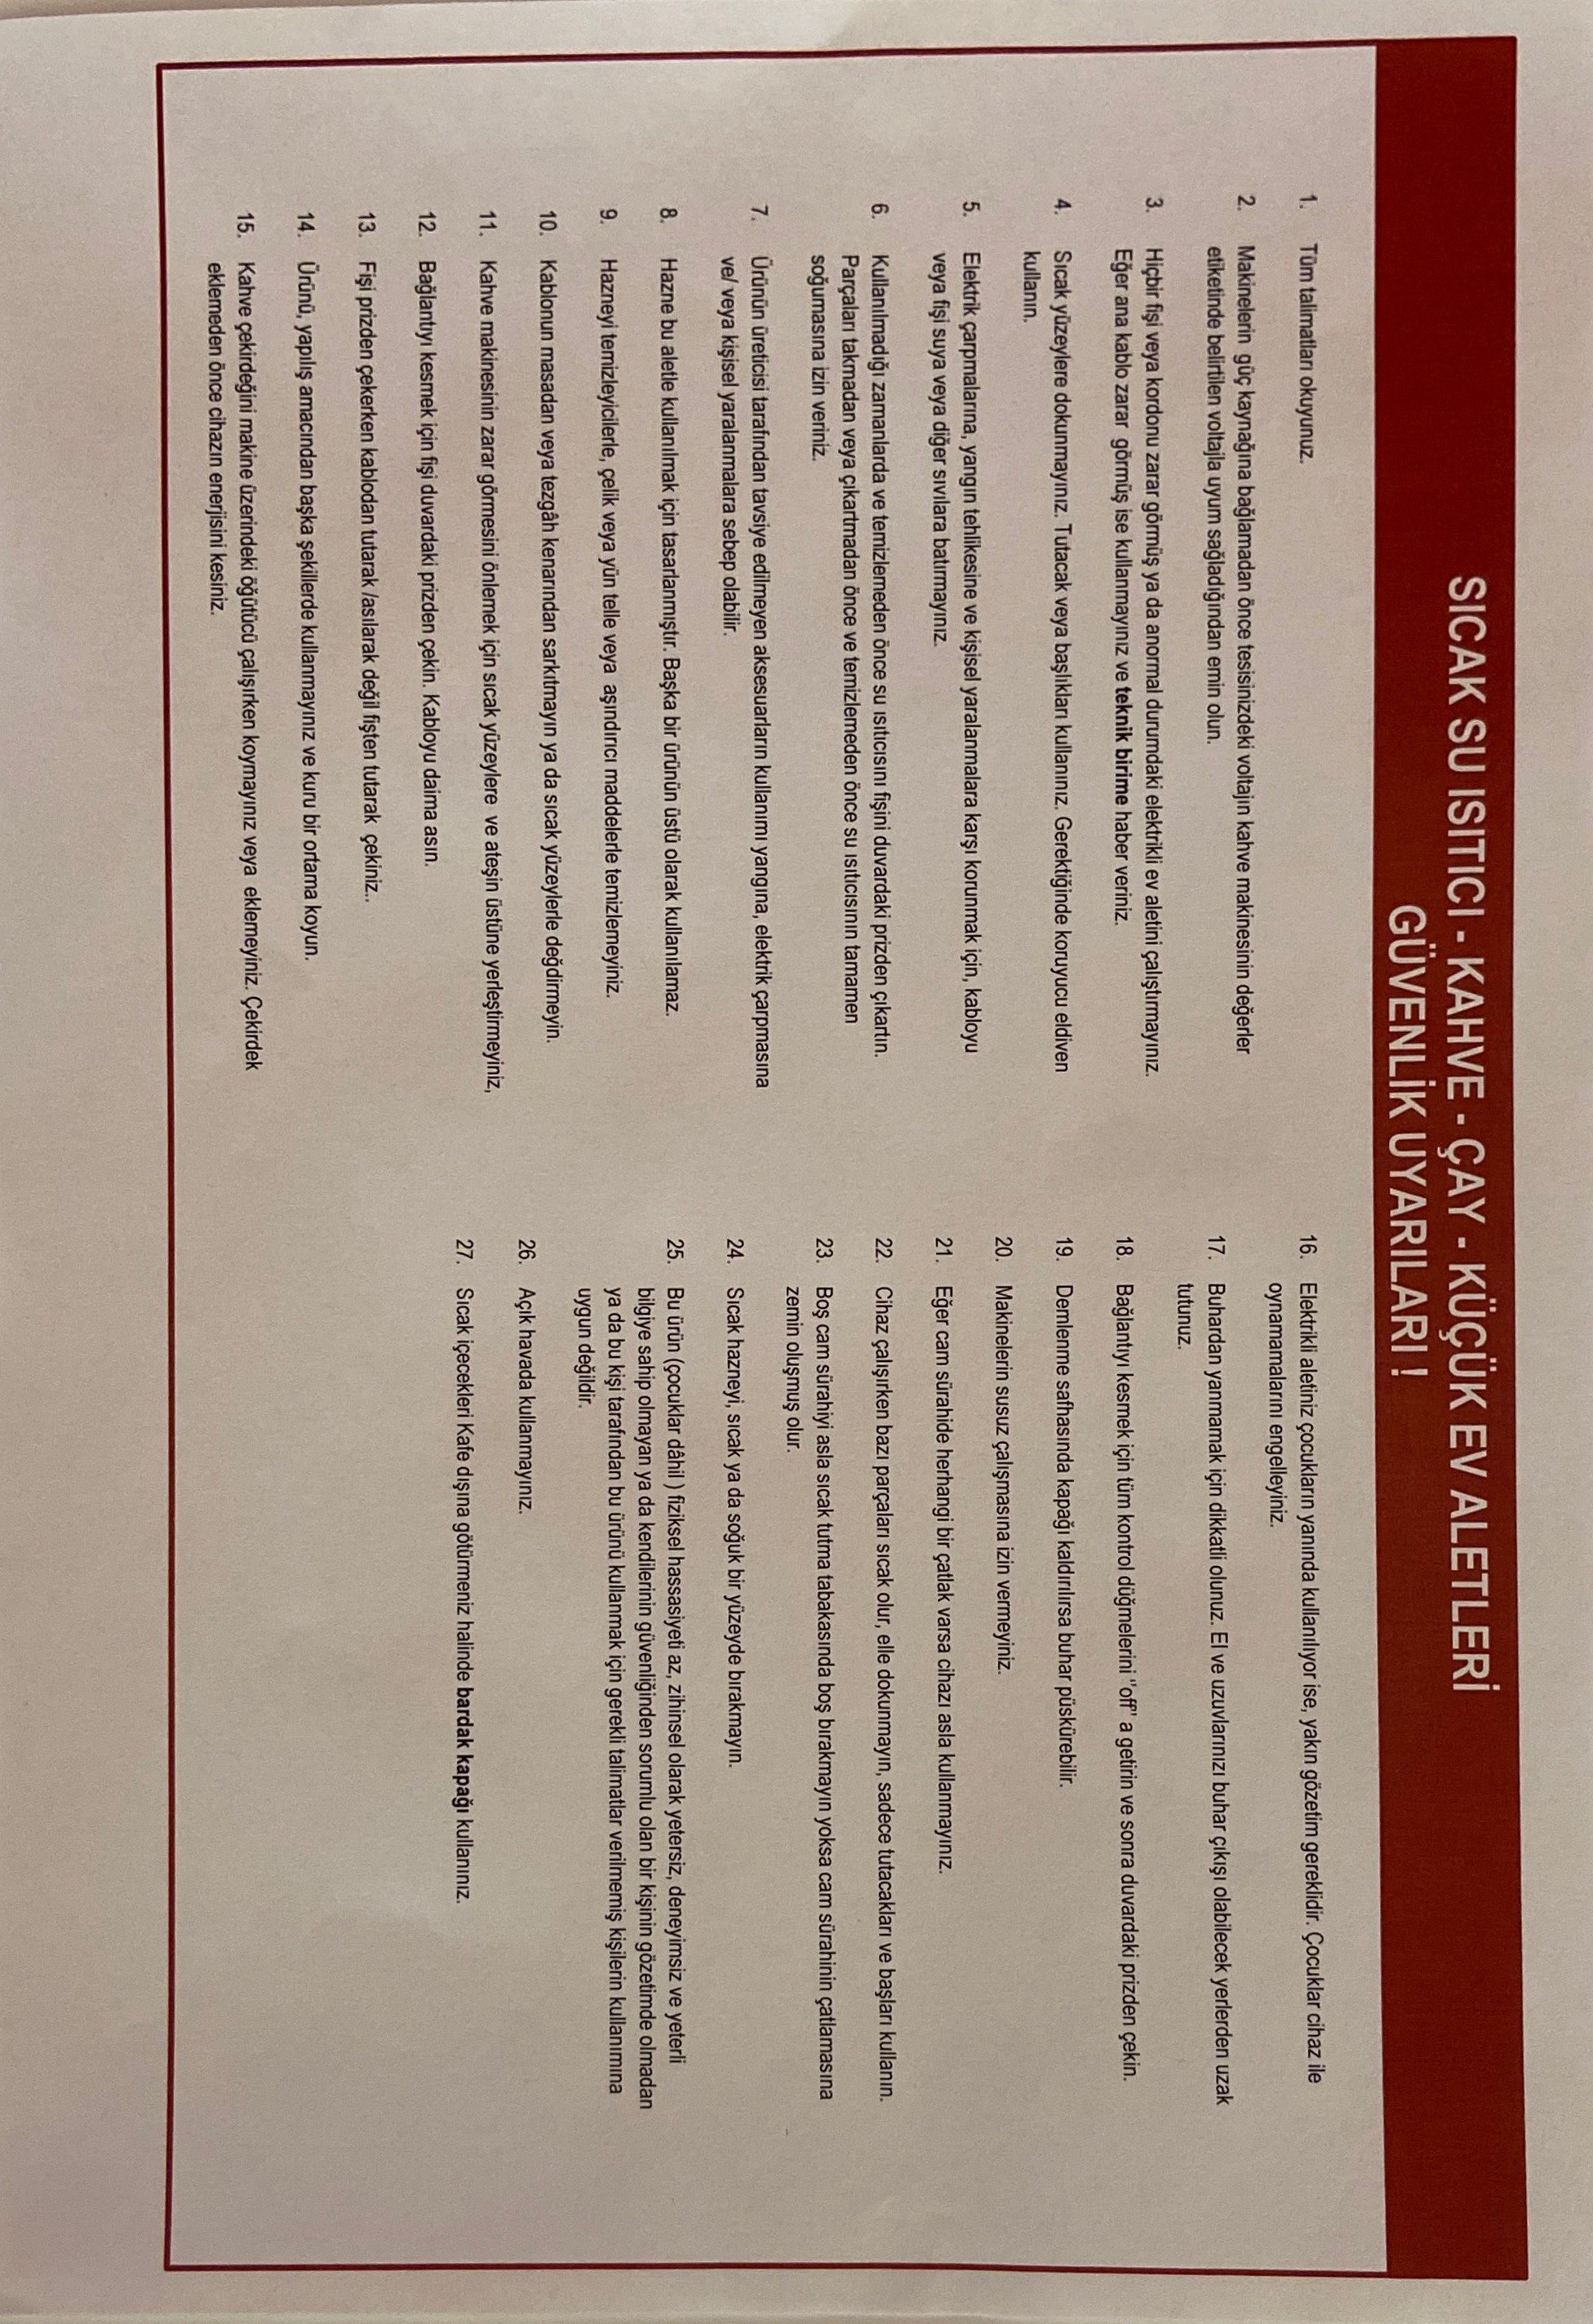 SICAK SU ISITICI - KAHVE - ÇAY - KÜÇÜK EV ALETLERİ
GÜVENLİK UYARILARI !
1. Tüm talimatları okuyunuz.
2. Makinelerin güç kaynağına bağlamadan önce tesisinizdeki voltajın kahve makinesinin değerler
etiketinde belirtilen voltajla uyum sağladığından emin olun.
3. Hiçbir fişi veya kordonu zarar görmüş ya da anormal durumdaki elektrikli ev aletini çalıştırmayınız.
Eğer ana kablo zarar görmüş ise kullanmayınız ve teknik birime haber veriniz.
4. Sıcak yüzeylere dokunmayınız. Tutacak veya başlıkları kullanınız. Gerektiğinde koruyucu eldiven
kullanın.
5. Elektrik çarpmalarına, yangın tehlikesine ve kişisel yaralanmalara karşı korunmak için, kabloyu
veya fişi suya veya diğer sıvılara batırmayınız.
6. Kullanılmadığı zamanlarda ve temizlemeden önce su ısıtıcısını fişini duvardaki prizden çıkartın.
Parçaları takmadan veya çıkartmadan önce ve temizlemeden önce su ısıtıcısının tamamen
soğumasına izin veriniz.
7. Ürünün üreticisi tarafından tavsiye edilmeyen aksesuarların kullanımı yangına, elektrik çarpmasına
ve/ veya kişisel yaralanmalara sebep olabilir.
8. Hazne bu aletle kullanılmak için tasarlanmıştır. Başka bir ürünün üstü olarak kullanılamaz.
9. Hazneyi temizleyicilerle, çelik veya yün telle veya aşındırıcı maddelerle temizlemeyiniz.
10. Kablonun masadan veya tezgâh kenarından sarkıtmayın ya da sıcak yüzeylerle değdirmeyin.
11. Kahve makinesinin zarar görmesini önlemek için sıcak yüzeylere ve ateşin üstüne yerleştirmeyiniz,
12. Bağlantıyı kesmek için fişi duvardaki prizden çekin. Kabloyu daima asın.
13. Fişi prizden çekerken kablodan tutarak /asılarak değil fişten tutarak çekiniz..
14. Ürünü, yapılış amacından başka şekillerde kullanmayınız ve kuru bir ortama koyun.
15. Kahve çekirdeğini makine üzerindeki öğütücü çalışırken koymayınız veya eklemeyiniz. Çekirdek
eklemeden önce cihazın enerjisini kesiniz.
16. Elektrikli aletiniz çocukların yanında kullanılıyor ise, yakın gözetim gereklidir. Çocuklar cihaz ile
oynamamalarını engelleyiniz.
17. Buhardan yanmamak için dikkatli olunuz. El ve uzuvlarınızı buhar çıkışı olabilecek yerlerden uzak
tutunuz.
18. Bağlantıyı kesmek için tüm kontrol düğmelerini "off" a getirin ve sonra duvardaki prizden çekin.
19. Demlenme safhasında kapağı kaldırılırsa buhar püskürebilir.
20. Makinelerin susuz çalışmasına izin vermeyiniz.
21. Eğer cam sürahide herhangi bir çatlak varsa cihazı asla kullanmayınız.
22. Cihaz çalışırken bazı parçaları sıcak olur, elle dokunmayın, sadece tutacakları ve başları kullanın.
23. Boş cam sürahiyi asla sıcak tutma tabakasında boş bırakmayın yoksa cam sürahinin çatlamasına
zemin oluşmuş olur.
24. Sıcak hazneyi, sıcak ya da soğuk bir yüzeyde bırakmayın.
25. Bu ürün (çocuklar dâhil ) fiziksel hassasiyeti az, zihinsel olarak yetersiz, deneyimsiz ve yeterli
bilgiye sahip olmayan ya da kendilerinin güvenliğinden sorumlu olan bir kişinin gözetimde olmadan
ya da bu kişi tarafından bu ürünü kullanmak için gerekli talimatlar verilmemiş kişilerin kullanımına
uygun değildir.
26. Açık havada kullanmayınız.
27. Sıcak içecekleri Kafe dışına götürmeniz halinde bardak kapağı kullanınız.